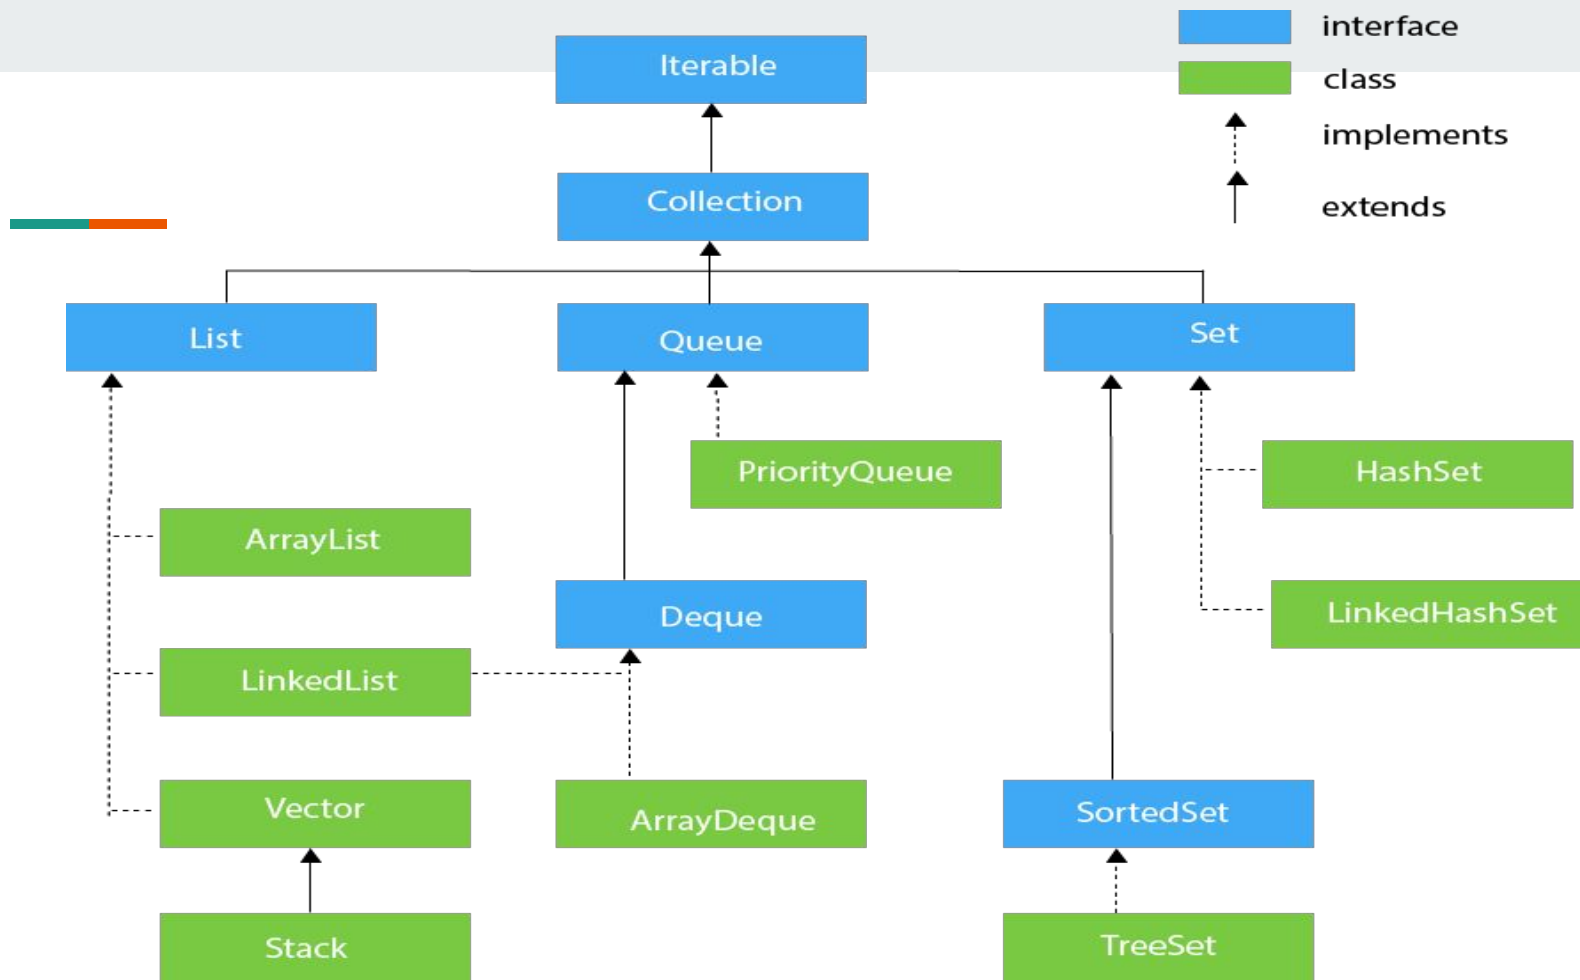 interface
class
implements
extends
Iterable
Collection
List
Queue
Set
PriorityQueue
HashSet
ArrayList
Deque
LinkedHashSet
LinkedList
Vector
ArrayDeque
SortedSet
Stack
TreeSet